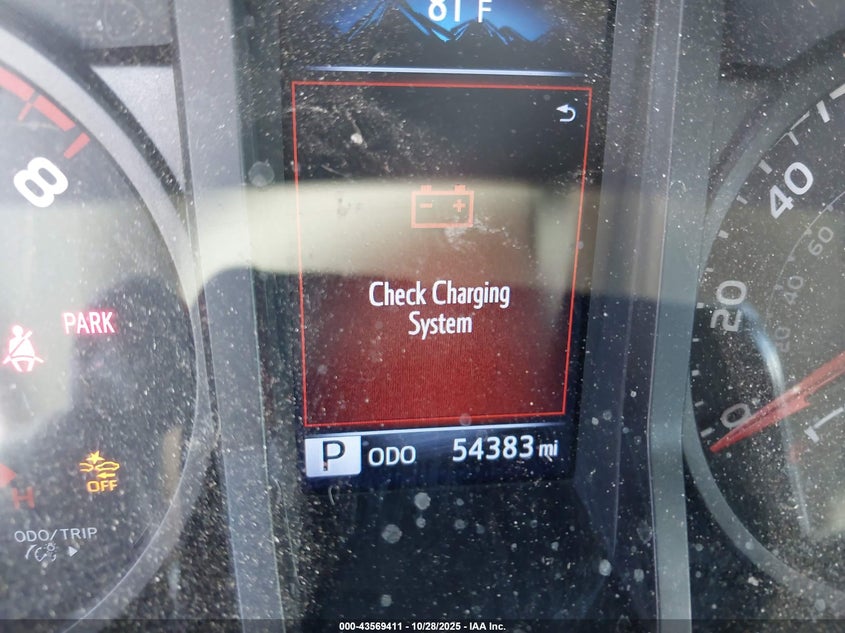 81°F
8
40
60
Check Charging
System
PARK
20
40
20
0
P ODO 54383 mi
H
OFF
ODO/TRIP
000-43569411 - 10/28/2025 - IAA Inc.